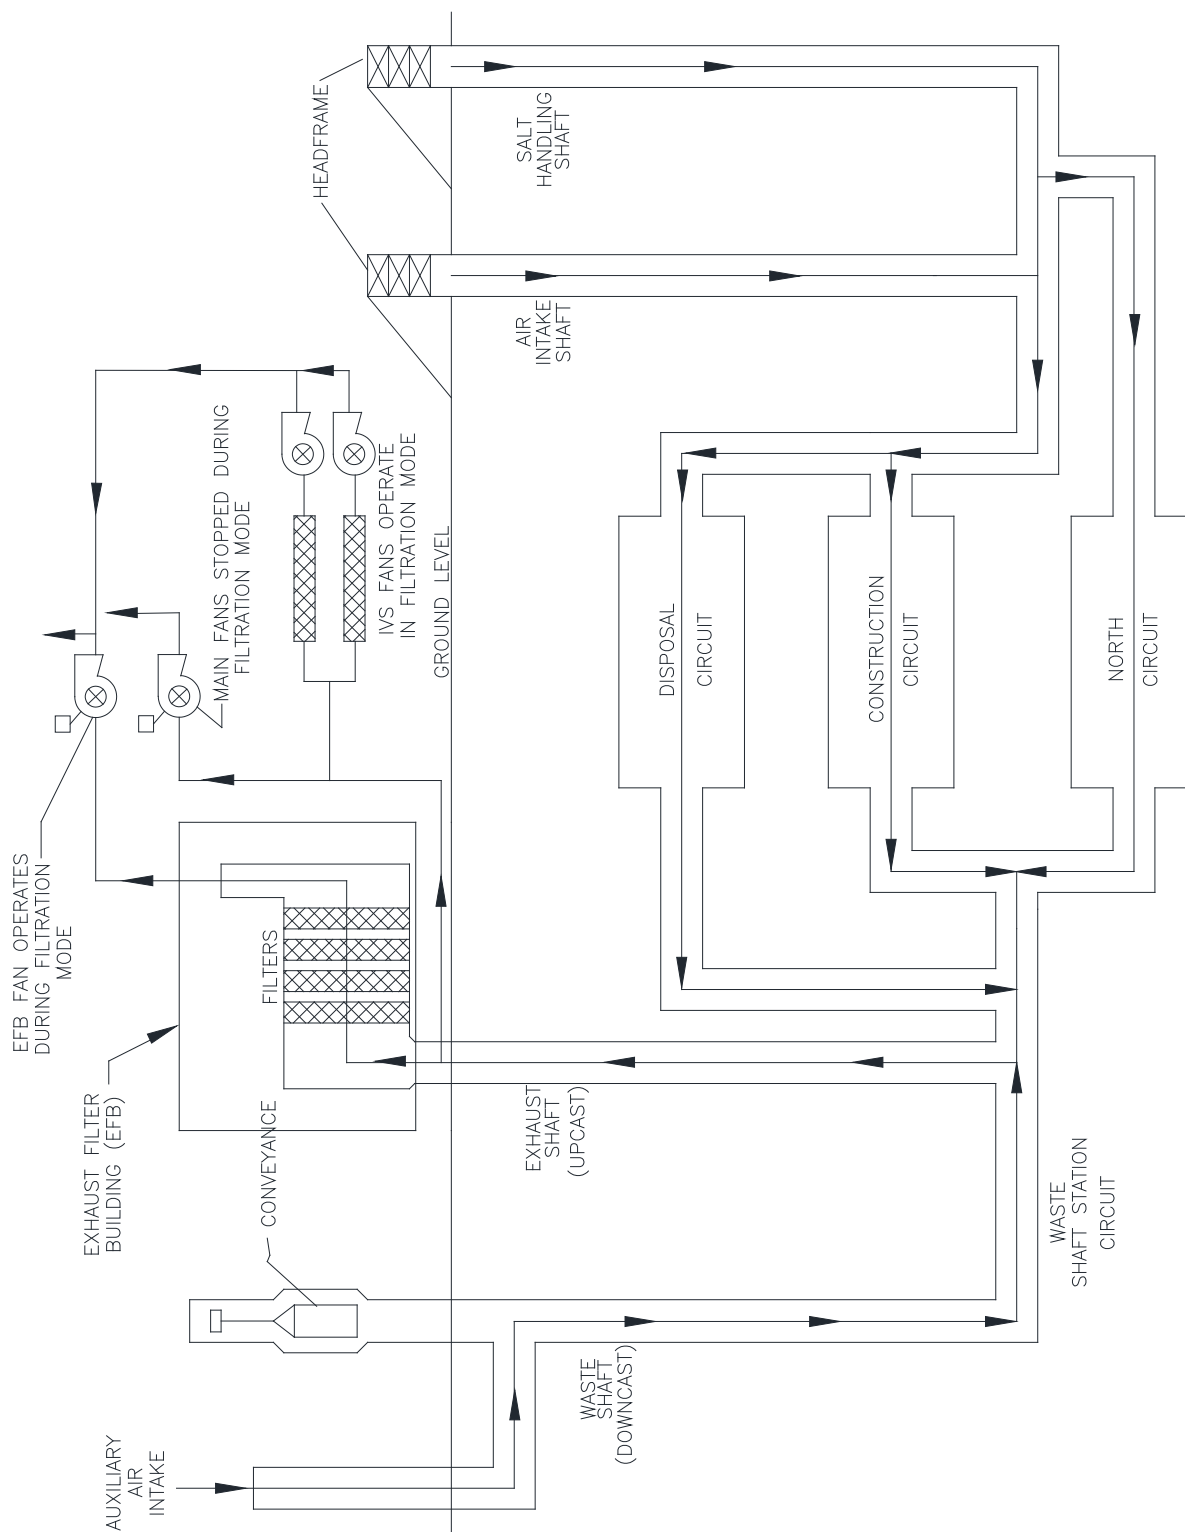 EFB FAN OPERATES
DURING FILTRATION
MODE
EXHAUST FILTER
BUILDING (EFB)
AUXILIARY
AIR
INTAKE
CONVEYANCE
FILTERS
MAIN FANS STOPPED DURING
FILTRATION MODE
IVS FANS OPERATE
IN FILTRATION MODE
HEADFRAME
GROUND LEVEL
WASTE
SHAFT
(DOWNCAST)
EXHAUST
SHAFT
(UPCAST)
AIR
INTAKE
SHAFT
SALT
HANDLING
SHAFT
DISPOSAL
CIRCUIT
CONSTRUCTION
CIRCUIT
NORTH
CIRCUIT
WASTE
SHAFT STATION
CIRCUIT